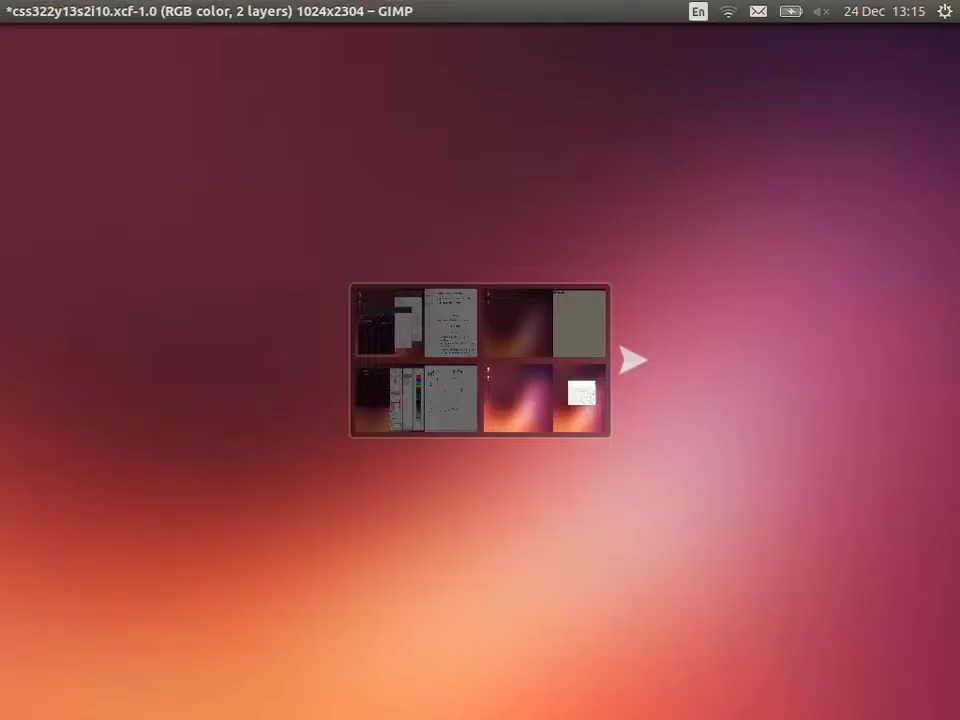 *css322y13s2i10.xcf-1.0 (RGB color, 2 layers) 1024x2304 – GIMP
En
24 Dec 13:15